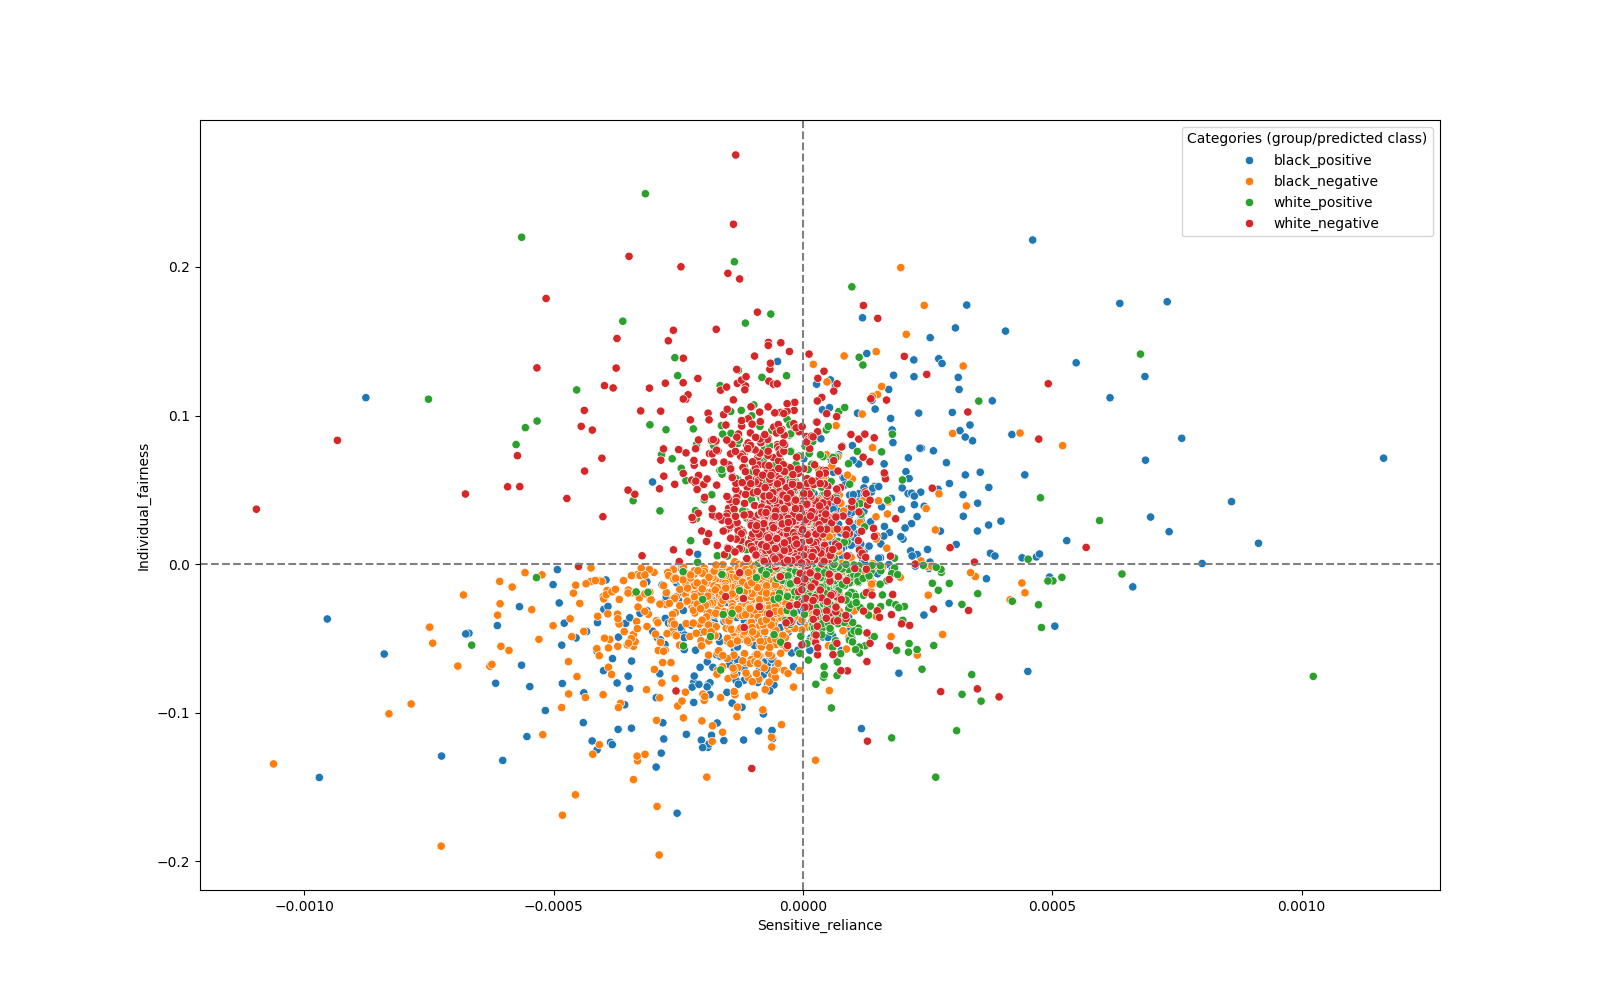 Categories (group/predicted class)
black_positive
black_negative
white_positive
white_negative
Individual_fairness
0.2
0.1
0.0
−0.1
−0.2
−0.0010
−0.0005
0.0000
0.0005
0.0010
Sensitive_reliance